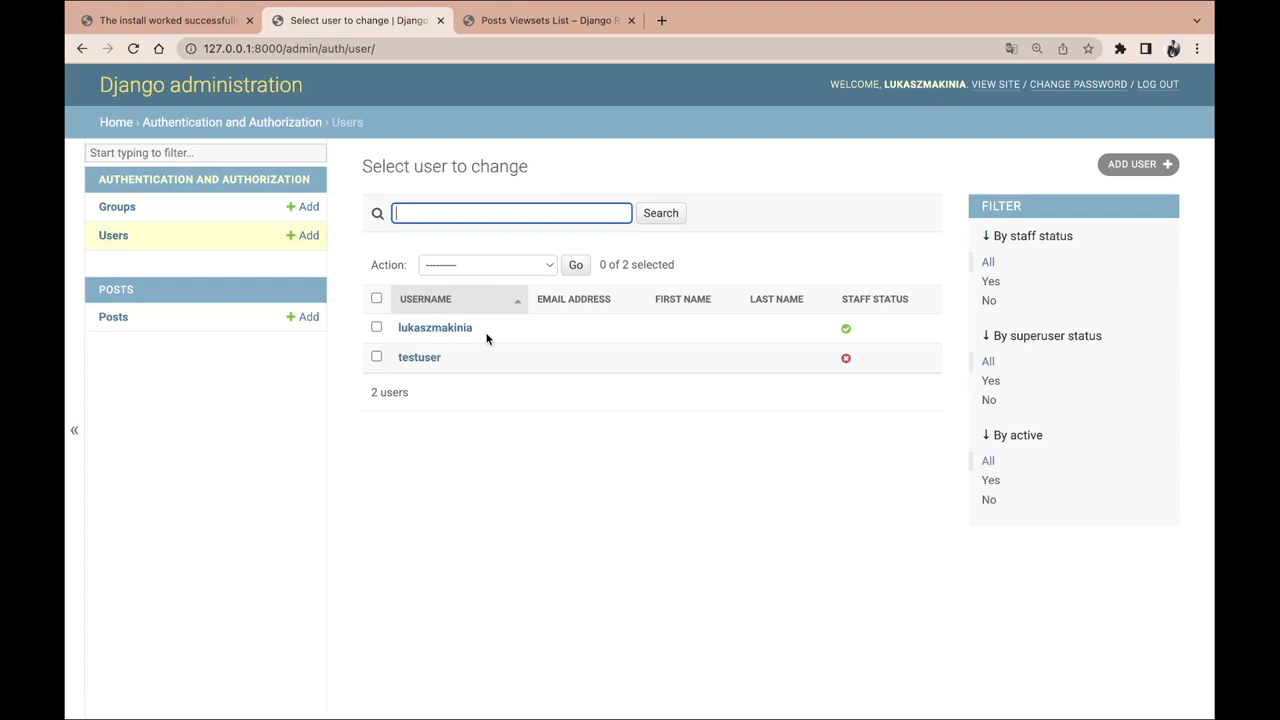 The install worked successfully
Select user to change | Django
Posts Viewsets List – Django R
127.0.0.1:8000/admin/auth/user/
Django administration
WELCOME, LUKASZMAKINIA. VIEW SITE / CHANGE PASSWORD / LOG OUT
Home › Authentication and Authorization › Users
Start typing to filter...
AUTHENTICATION AND AUTHORIZATION
Groups + Add
Users + Add
POSTS
Posts + Add
«
Select user to change
ADD USER +
Search
Action: --------- Go 0 of 2 selected
USERNAME EMAIL ADDRESS FIRST NAME LAST NAME STAFF STATUS
lukaszmakinia
testuser
2 users
FILTER
↓ By staff status
All
Yes
No
↓ By superuser status
All
Yes
No
↓ By active
All
Yes
No